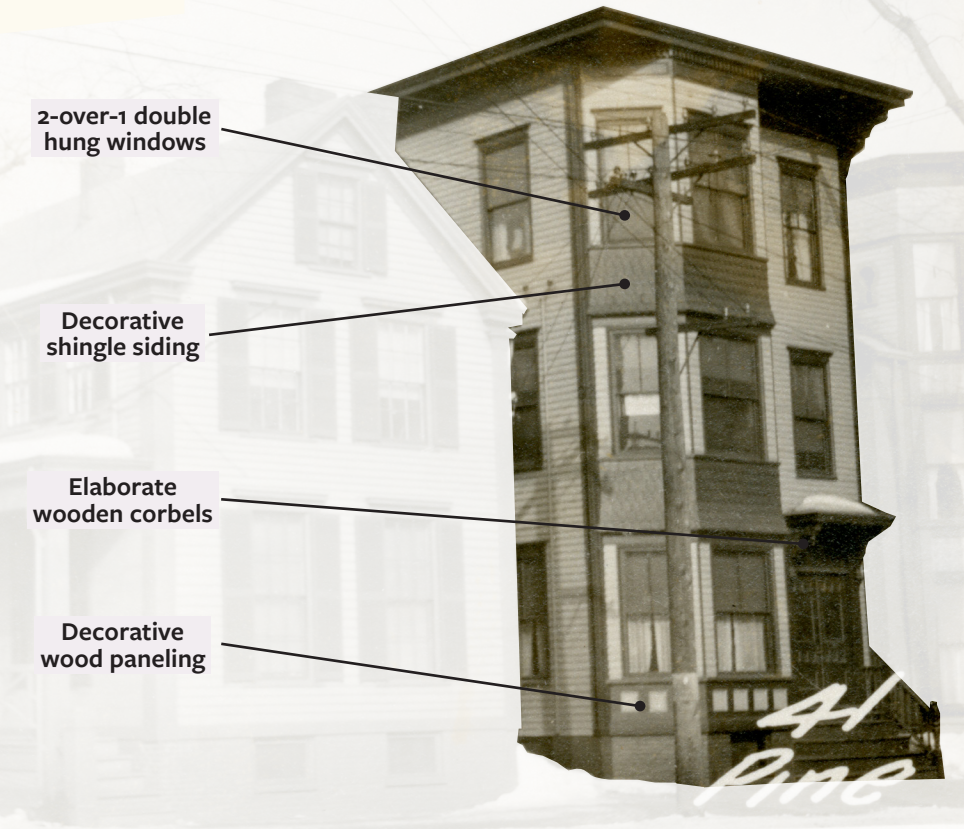 2-over-1 double
hung windows
Decorative
shingle siding
Elaborate
wooden corbels
Decorative
wood paneling
41
Pine